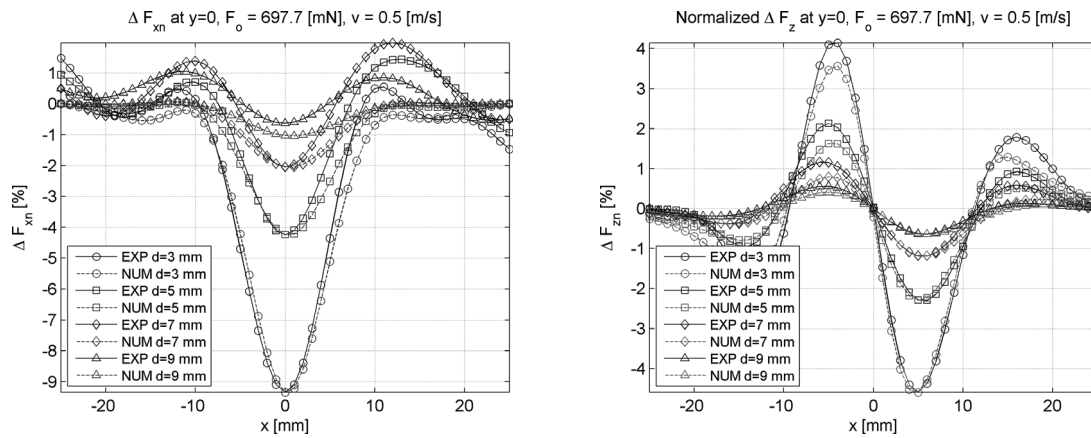 Δ F_xn at y=0, F_o = 697.7 [mN], v = 0.5 [m/s]
2
1
0
-1
-2
-3
-4
-5
-6
-7
-8
-9
Δ F_xn [%]
EXP d=3 mm
NUM d=3 mm
EXP d=5 mm
NUM d=5 mm
EXP d=7 mm
NUM d=7 mm
EXP d=9 mm
NUM d=9 mm
-20 -10 0 10 20
x [mm]
Normalized Δ F_z at y=0, F_o = 697.7 [mN], v = 0.5 [m/s]
4
3
2
1
0
-1
-2
-3
-4
Δ F_zn [%]
EXP d=3 mm
NUM d=3 mm
EXP d=5 mm
NUM d=5 mm
EXP d=7 mm
NUM d=7 mm
EXP d=9 mm
NUM d=9 mm
-20 -10 0 10 20
x [mm]